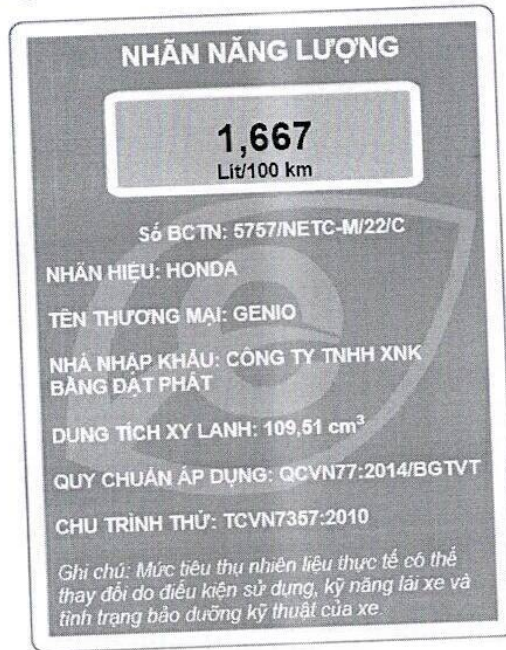 NHÃN NĂNG LƯỢNG
1,667
Lít/100 km
Số BCTN: 5757/NETC-M/22/C
NHÃN HIỆU: HONDA
TÊN THƯƠNG MẠI: GENIO
NHÀ NHẬP KHẨU: CÔNG TY TNHH XNK
BẰNG ĐẠT PHÁT
DUNG TÍCH XY LANH: 109,51 cm³
QUY CHUẨN ÁP DỤNG: QCVN77:2014/BGTVT
CHU TRÌNH THỬ: TCVN7357:2010
Ghi chú: Mức tiêu thụ nhiên liệu thực tế có thể
thay đổi do điều kiện sử dụng, kỹ năng lái xe và
tình trạng bảo dưỡng kỹ thuật của xe.